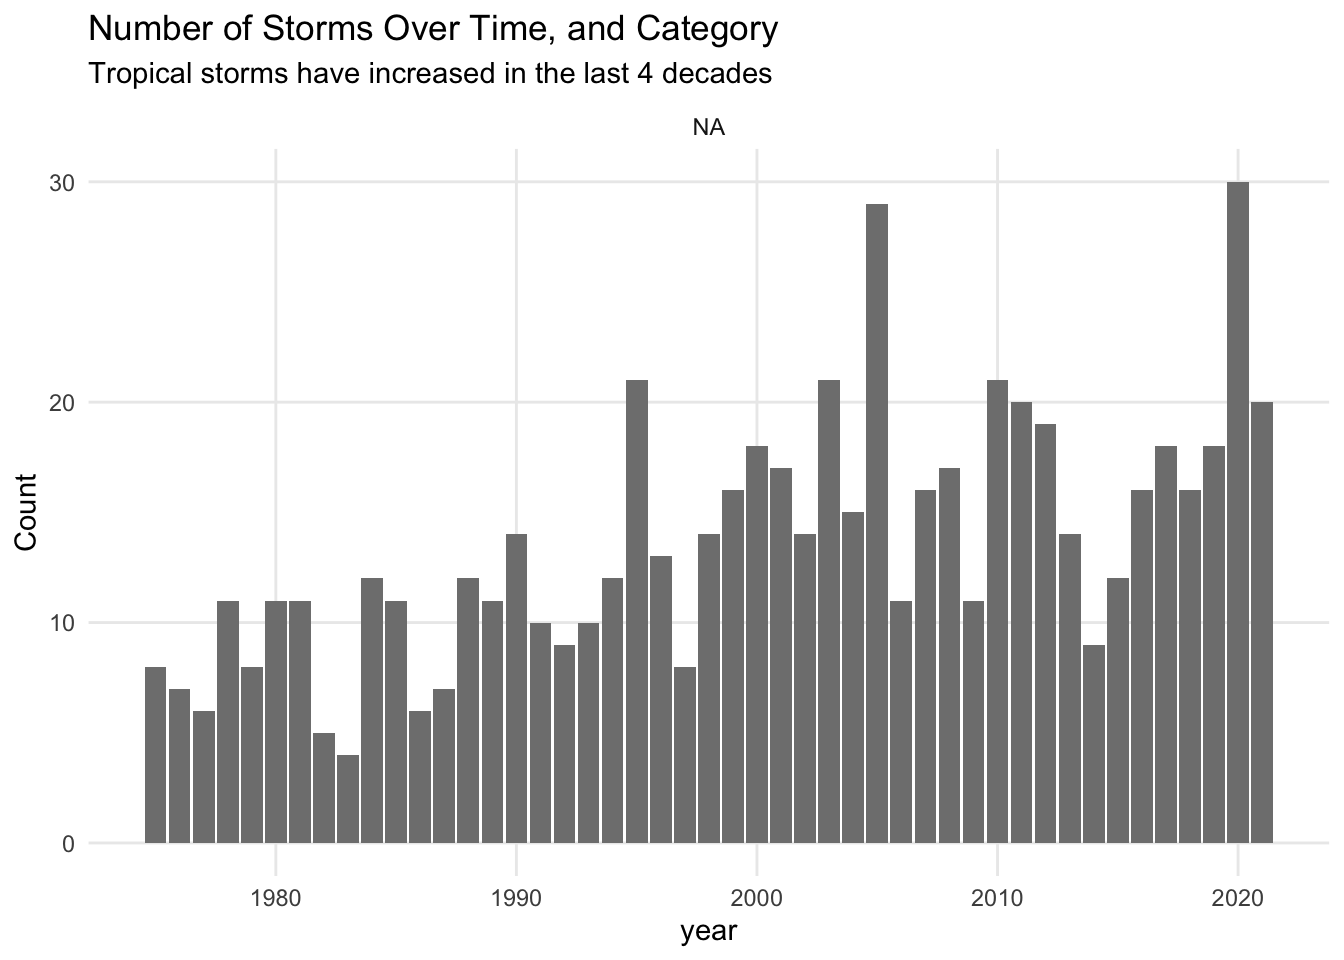 Number of Storms Over Time, and Category
Tropical storms have increased in the last 4 decades
NA
30
20
10
0
Count
1980 1990 2000 2010 2020
year